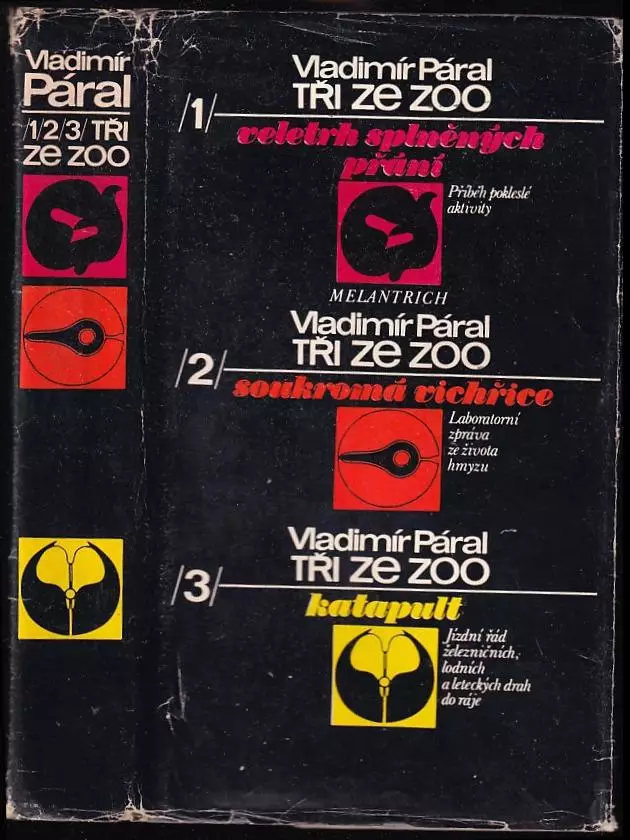 Vladimír
Páral
/1/2/3/ TŘI
ze zoo
Vladimír Páral
TŘI ze zoo
/1/
veletrh splněných
přání
Příběh pokleslé
aktivity
MELANTRICH
Vladimír Páral
TŘI ze zoo
/2/
soukromá vichřice
Laboratorní
zpráva
ze života
hmyzu
Vladimír Páral
TŘI ze zoo
/3/
katapult
Jízdní řád
železničních,
lodních
a leteckých drah
do ráje